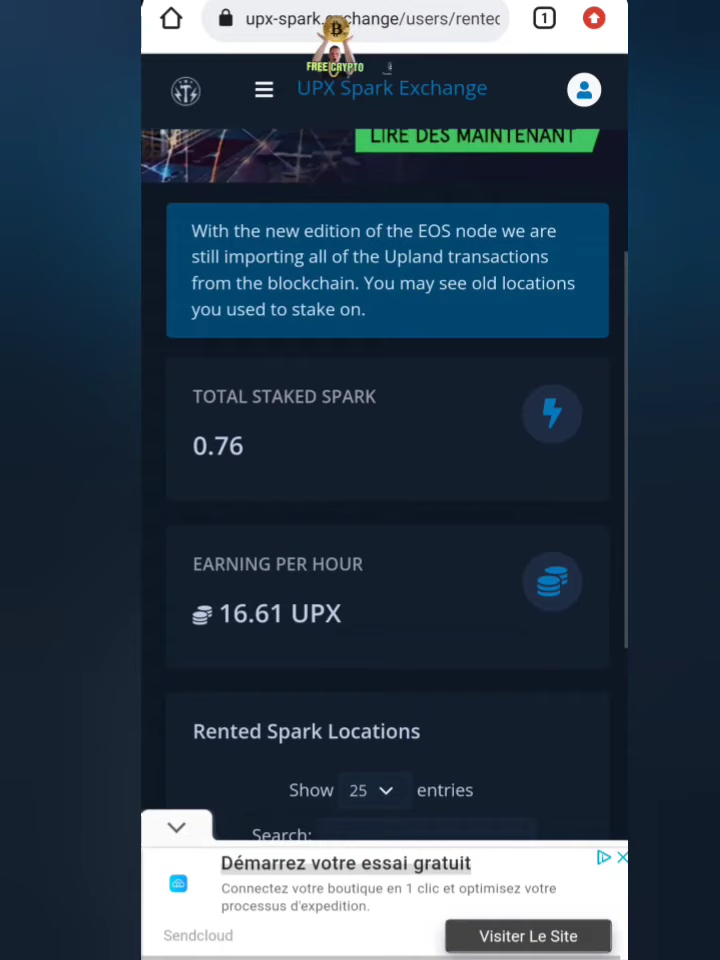 upx-spark.
change/users/rented
1
FREE CRYPTO
UPX Spark Exchange
LIRE DÈS MAINTENANT
With the new edition of the EOS node we are
still importing all of the Upland transactions
from the blockchain. You may see old locations
you used to stake on.
TOTAL STAKED SPARK
0.76
EARNING PER HOUR
16.61 UPX
Rented Spark Locations
Show 25 entries
Search:
Démarrez votre essai gratuit
Connectez votre boutique en 1 clic et optimisez votre
processus d'expedition.
Sendcloud
Visiter Le Site